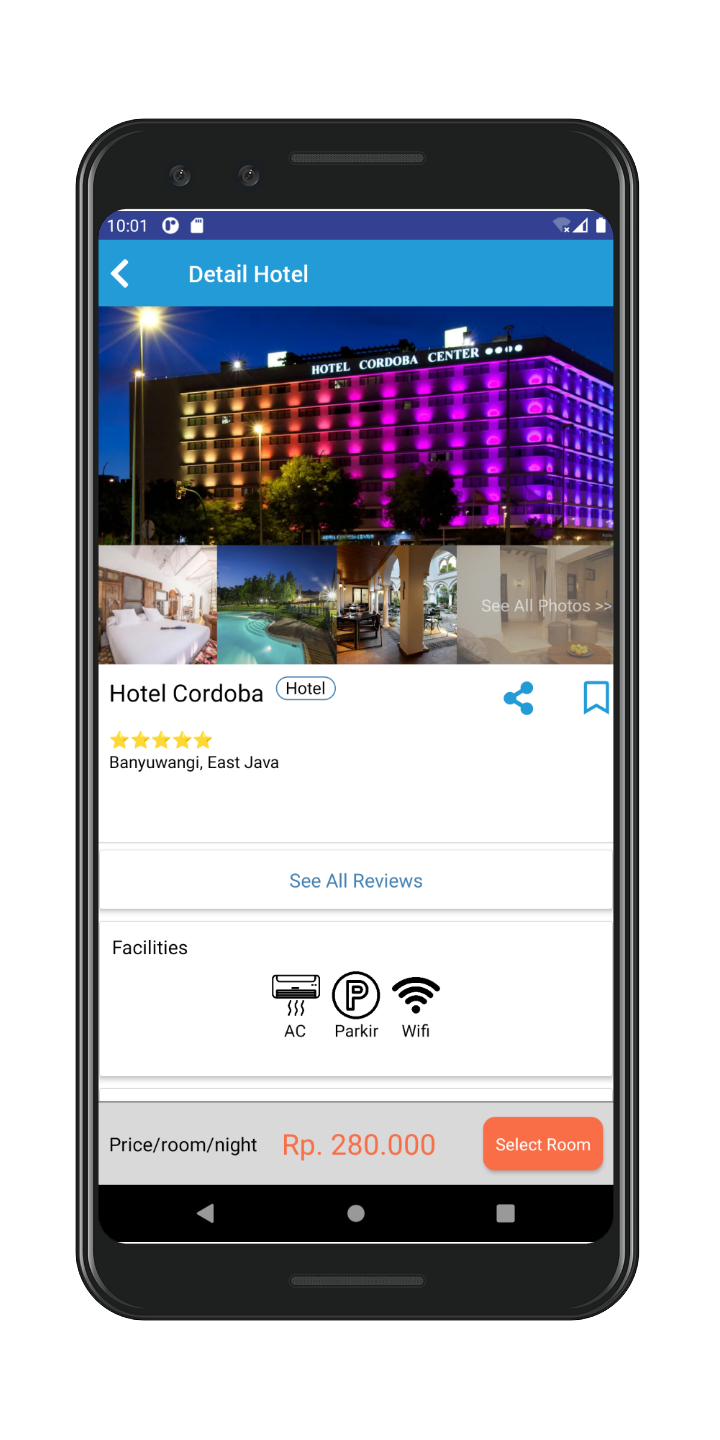 10:01
Detail Hotel
HOTEL CORDOBA CENTER
See All Photos >>
Hotel Cordoba
Hotel
Banyuwangi, East Java
See All Reviews
Facilities
AC
Parkir
Wifi
Price/room/night
Rp. 280.000
Select Room